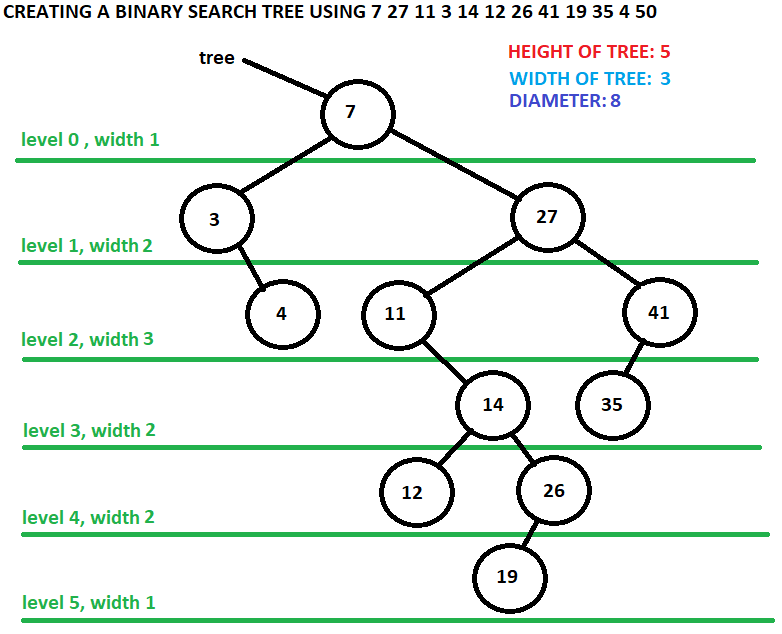 CREATING A BINARY SEARCH TREE USING 7 27 11 3 14 12 26 41 19 35 4 50
tree
HEIGHT OF TREE: 5
WIDTH OF TREE: 3
DIAMETER: 8
7
level 0 , width 1
3
27
level 1, width 2
4
11
41
level 2, width 3
14
35
level 3, width 2
12
26
level 4, width 2
19
level 5, width 1